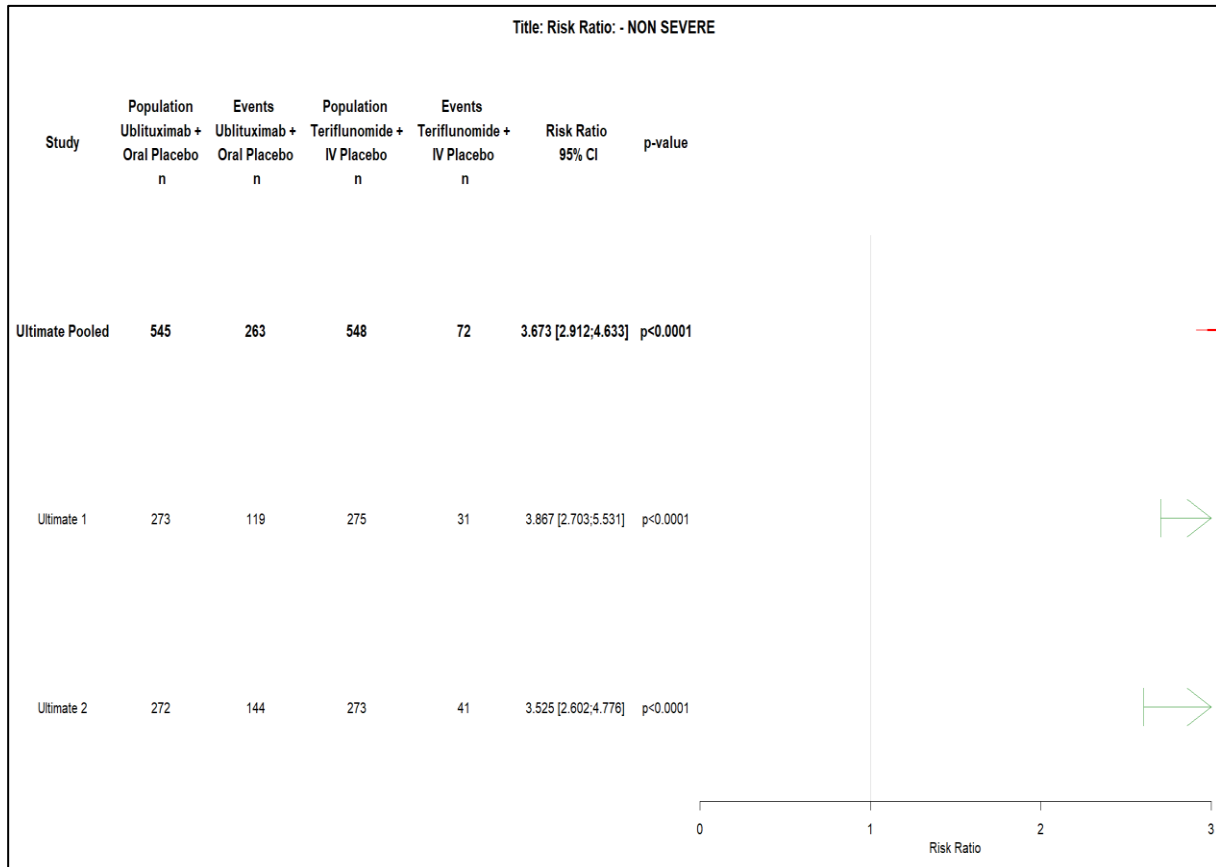 Title: Risk Ratio: - NON SEVERE
Study
Population
Ublituximab +
Oral Placebo
n
Events
Ublituximab +
Oral Placebo
n
Population
Teriflunomide +
IV Placebo
n
Events
Teriflunomide +
IV Placebo
n
Risk Ratio
95% CI
p-value
Ultimate Pooled 545 263 548 72 3.673 [2.912;4.633] p<0.0001
Ultimate 1 273 119 275 31 3.867 [2.703;5.531] p<0.0001
Ultimate 2 272 144 273 41 3.525 [2.602;4.776] p<0.0001
0 1 2 3
Risk Ratio